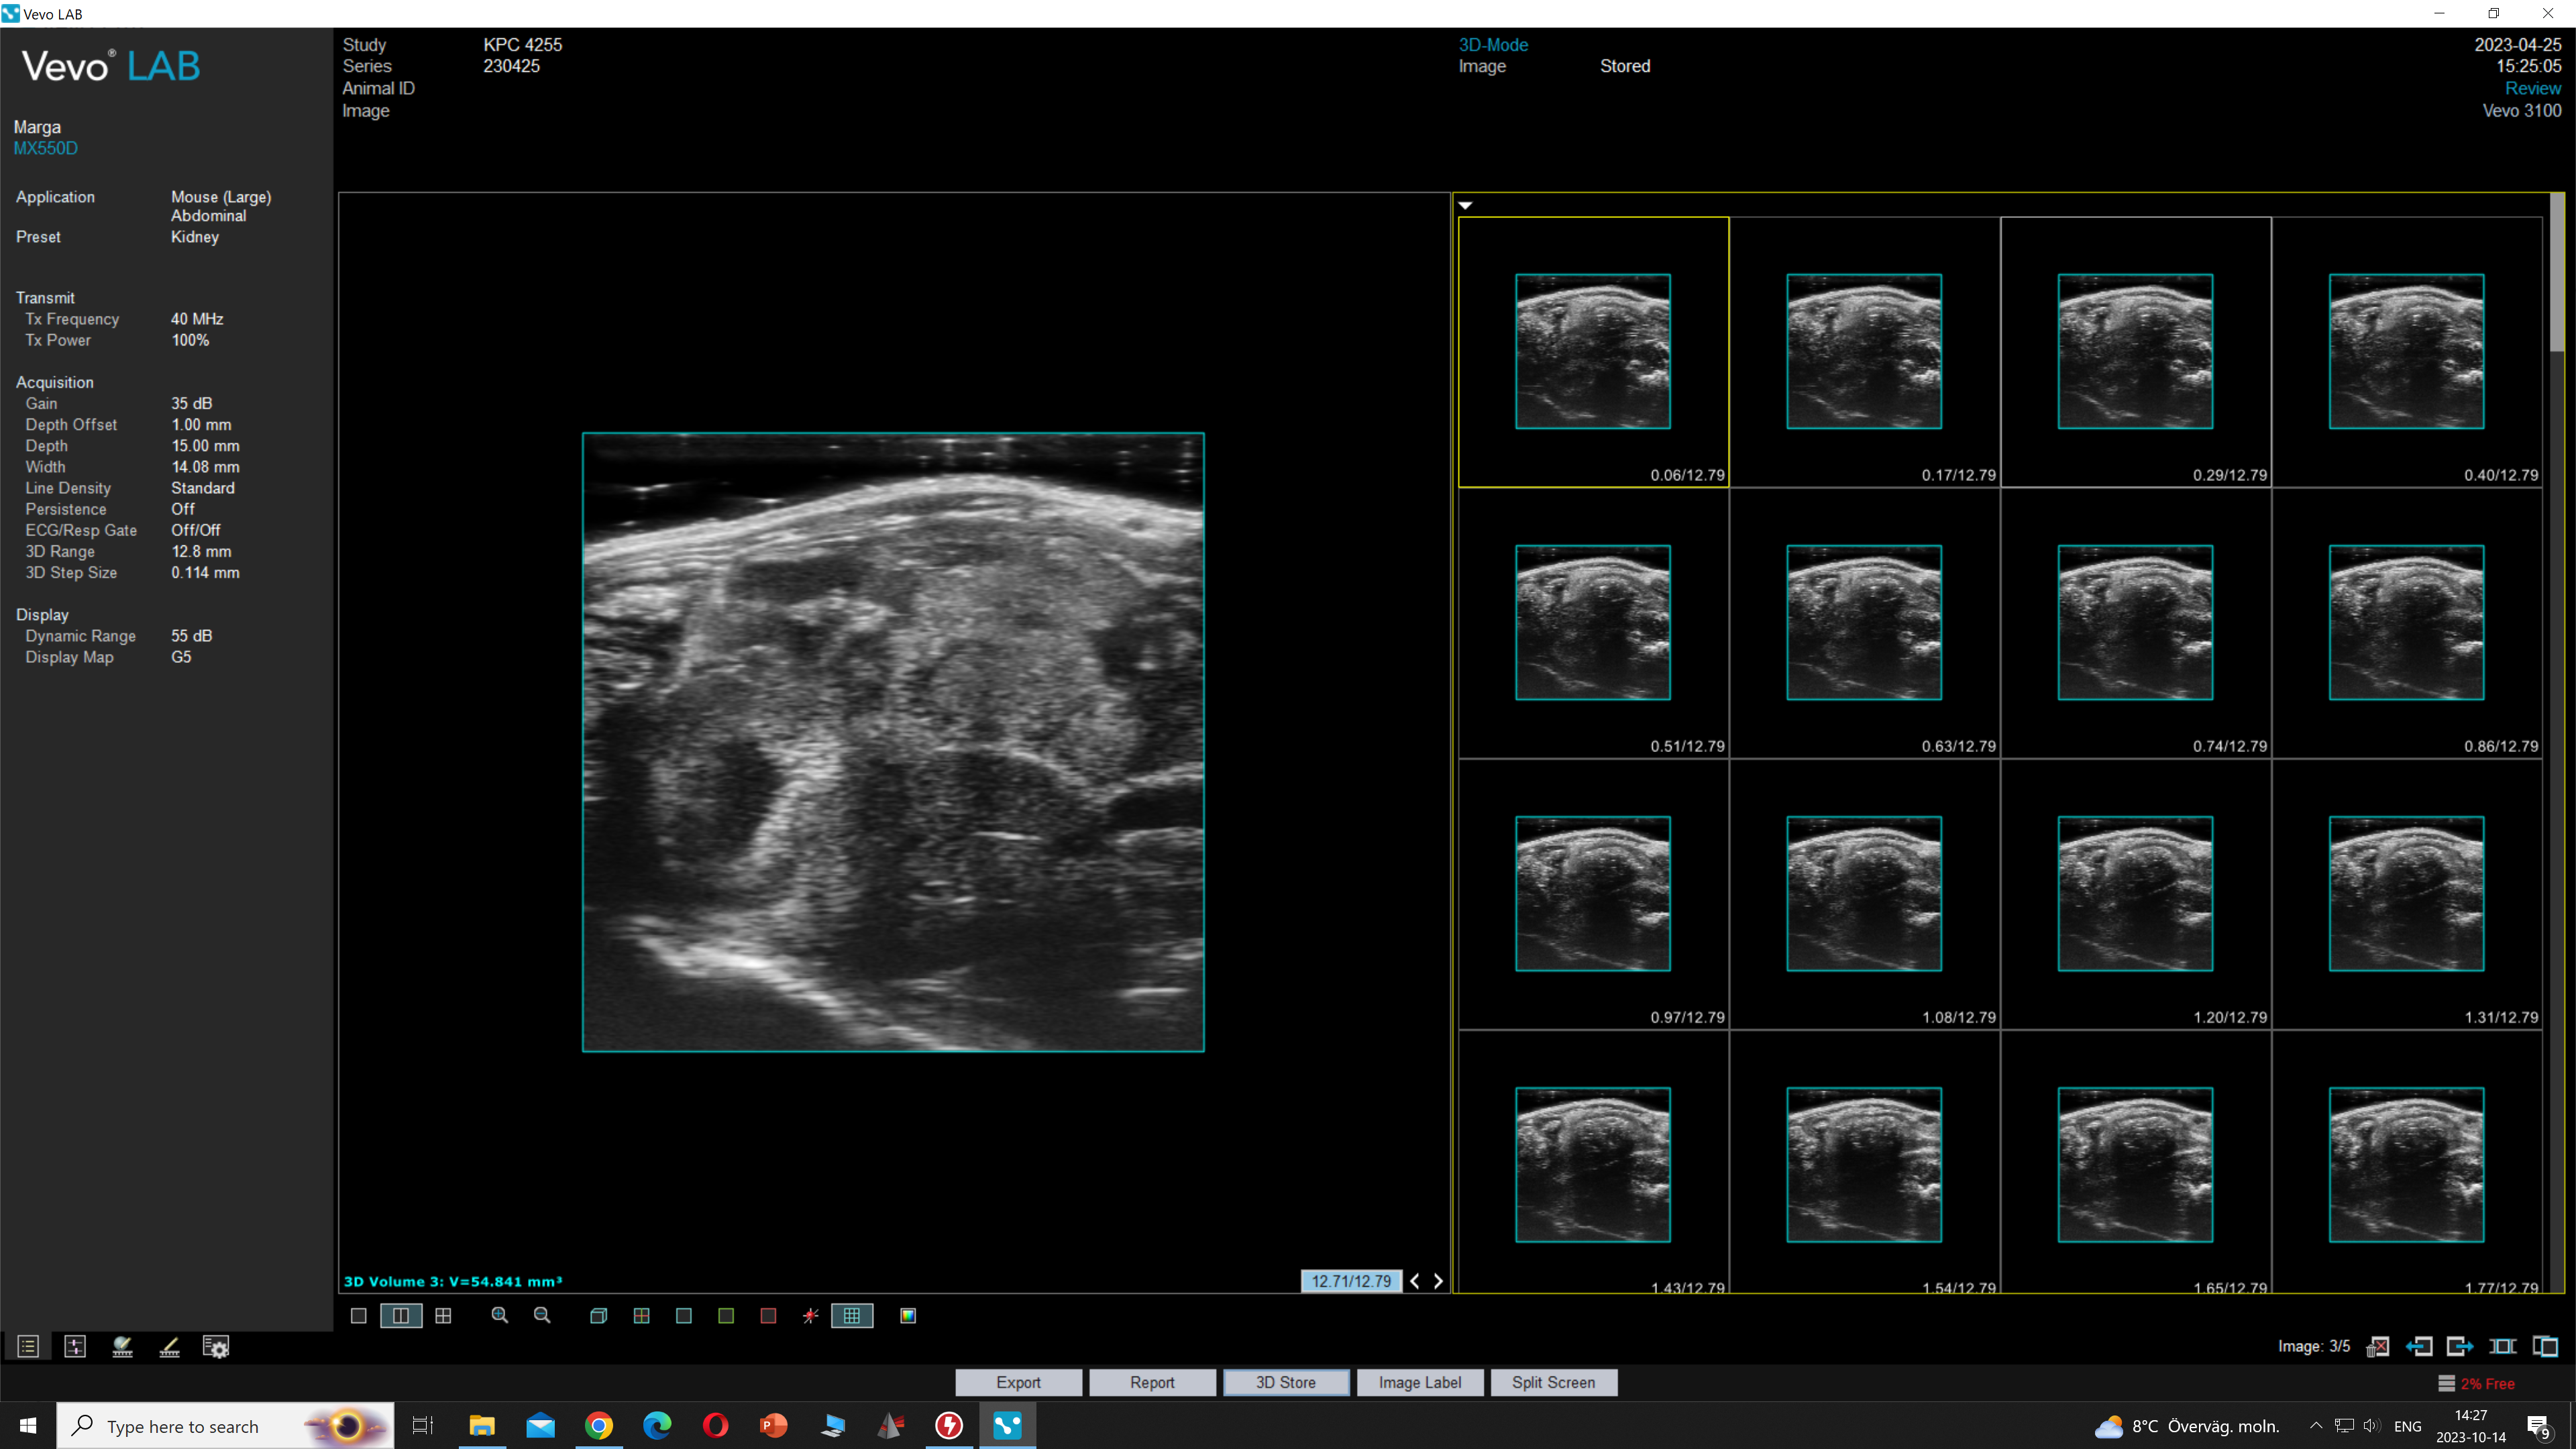 Vevo LAB
Vevo® LAB
Study KPC 4255
Series 230425
Animal ID
Image
3D-Mode
Image Stored
2023-04-25
15:25:05
Review
Vevo 3100
Marga
MX550D
Application Mouse (Large)
Abdominal
Preset Kidney
Transmit
Tx Frequency 40 MHz
Tx Power 100%
Acquisition
Gain 35 dB
Depth Offset 1.00 mm
Depth 15.00 mm
Width 14.08 mm
Line Density Standard
Persistence Off
ECG/Resp Gate Off/Off
3D Range 12.8 mm
3D Step Size 0.114 mm
Display
Dynamic Range 55 dB
Display Map G5
0.06/12.79 0.17/12.79 0.29/12.79 0.40/12.79
0.51/12.79 0.63/12.79 0.74/12.79 0.86/12.79
0.97/12.79 1.08/12.79 1.20/12.79 1.31/12.79
1.43/12.79 1.54/12.79 1.65/12.79 1.77/12.79
3D Volume 3: V=54.841 mm³
12.71/12.79
Image: 3/5
Export Report 3D Store Image Label Split Screen
2% Free
Type here to search
8°C Överväg. moln.
ENG
14:27
2023-10-14
9